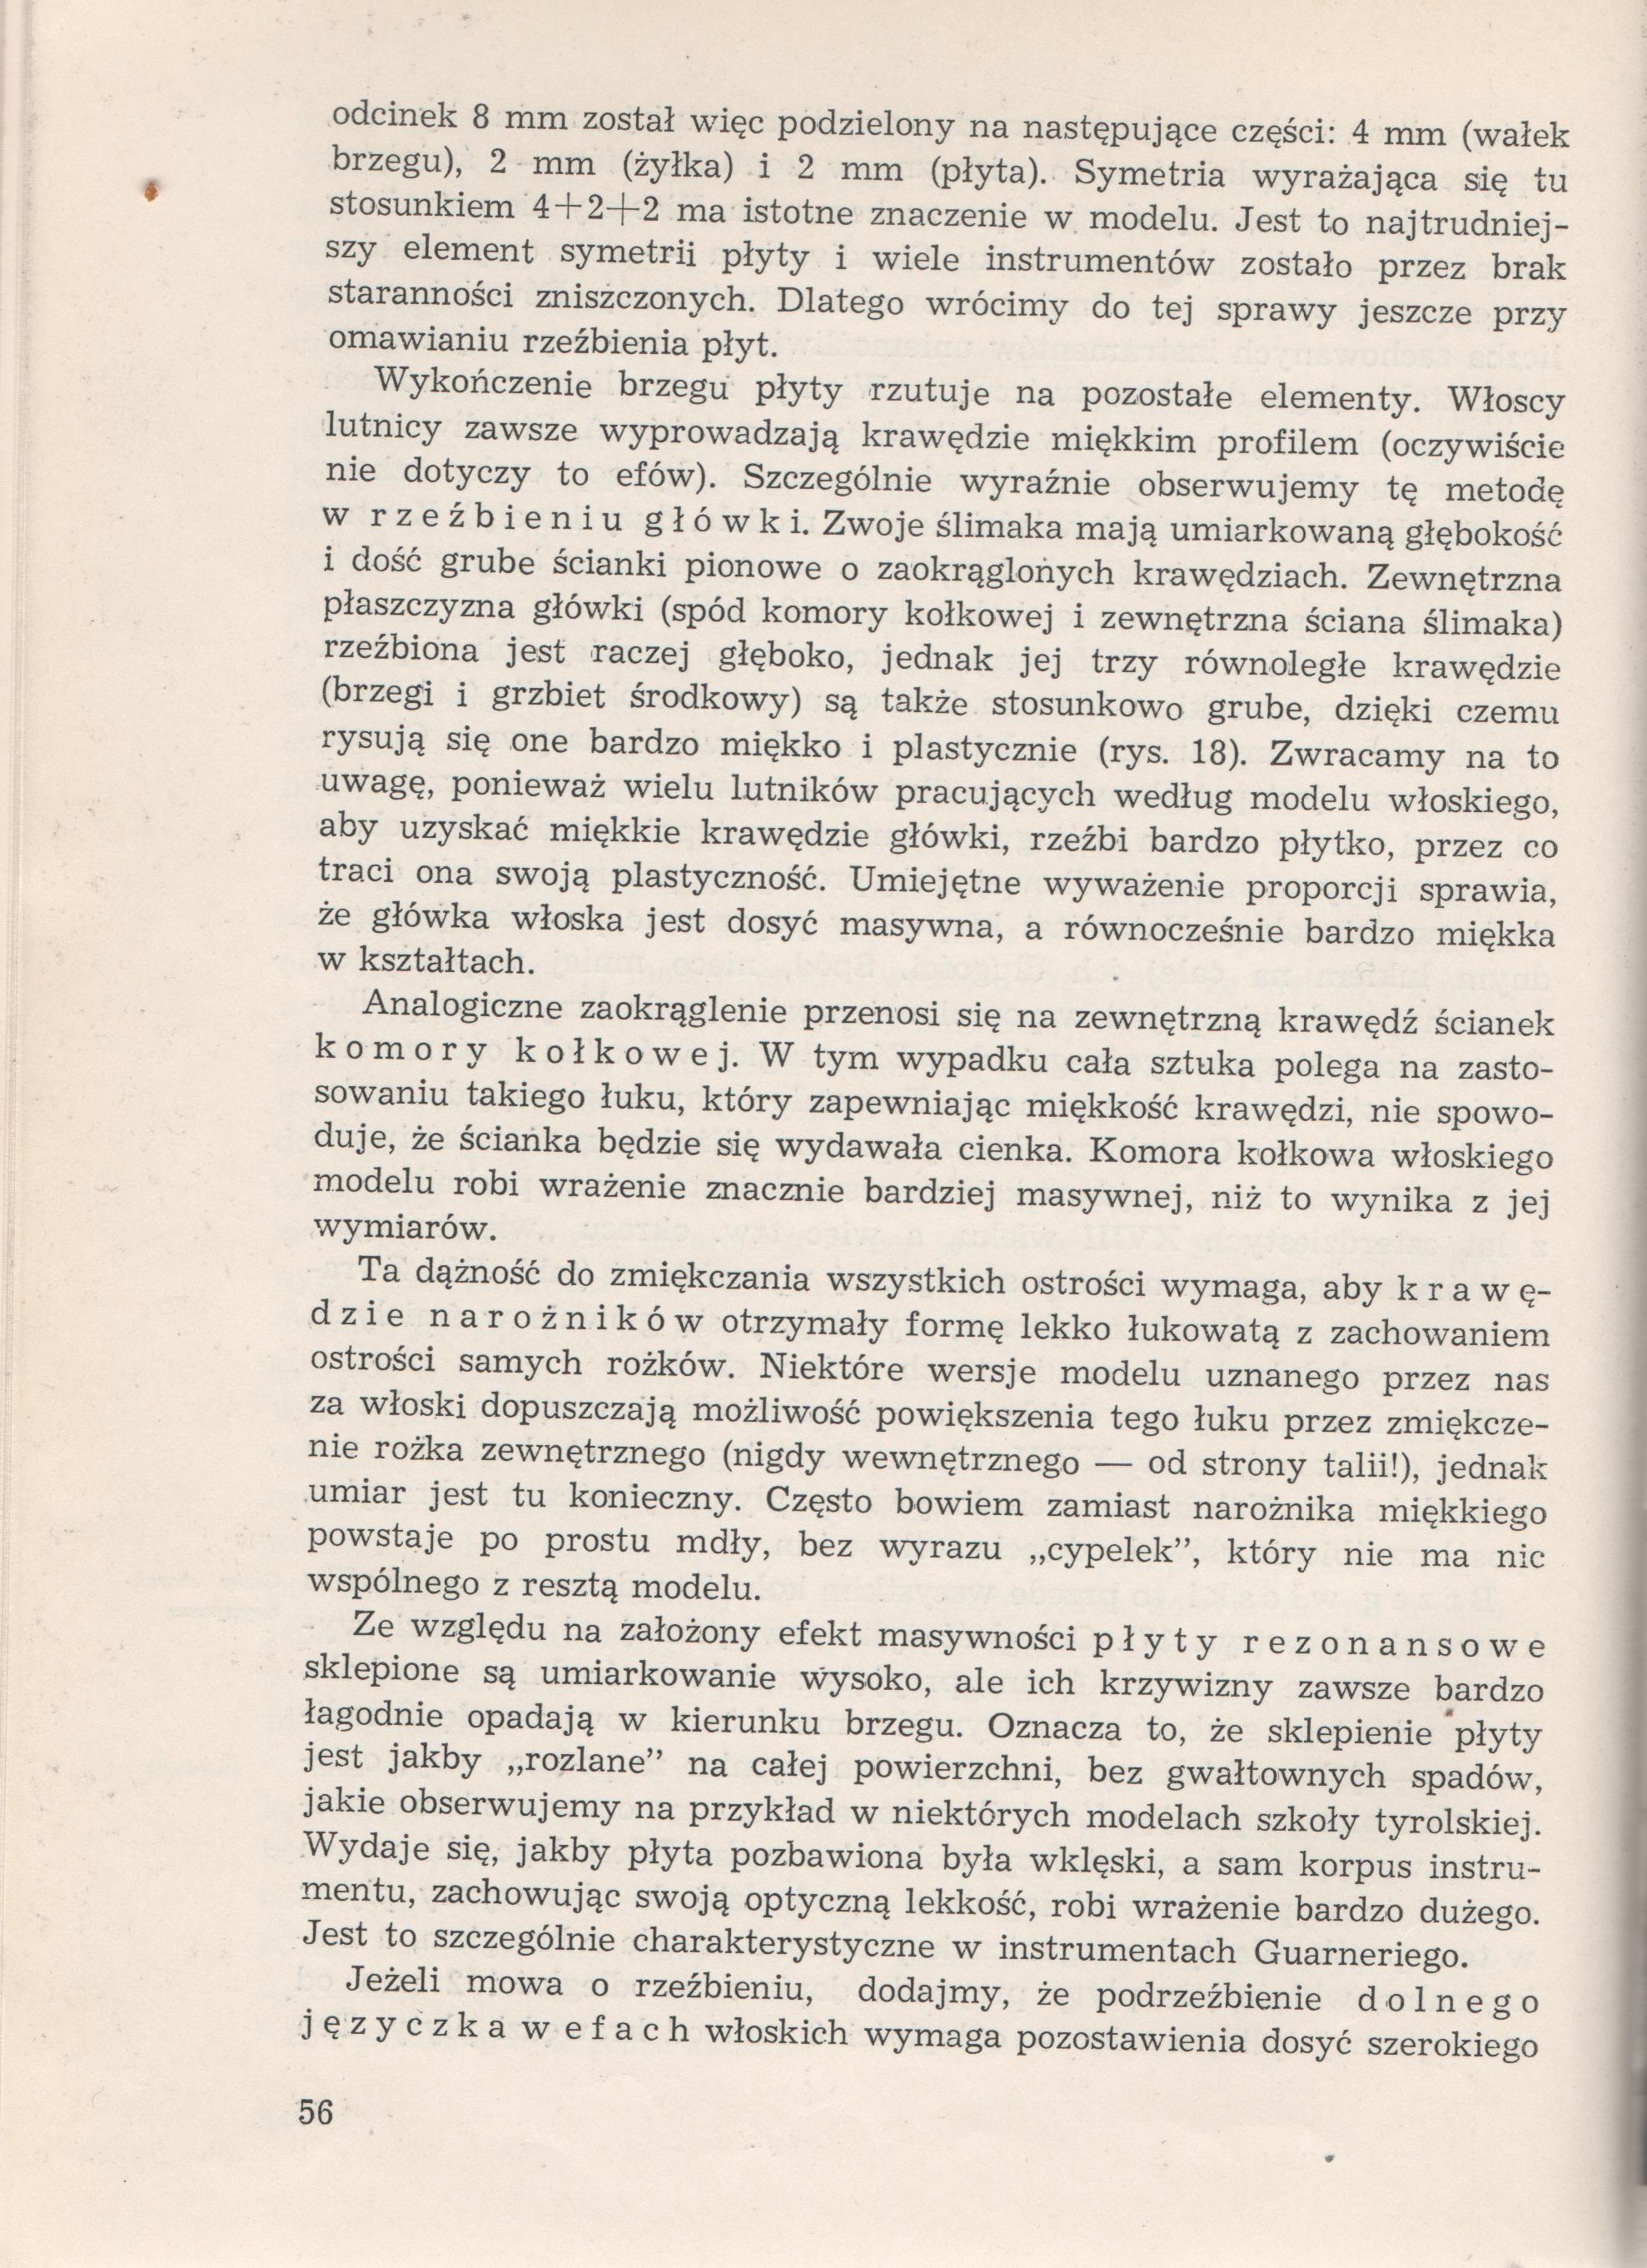 odcinek 8 mm został więc podzielony na następujące części: 4 mm (wałek
brzegu), 2 mm (żyłka) i 2 mm (płyta). Symetria wyrażająca się tu
stosunkiem 4+2+2 ma istotne znaczenie w modelu. Jest to najtrudniej-
szy element symetrii płyty i wiele instrumentów zostało przez brak
staranności zniszczonych. Dlatego wrócimy do tej sprawy jeszcze przy
omawianiu rzeźbienia płyt.
Wykończenie brzegu płyty rzutuje na pozostałe elementy. Włoscy
lutnicy zawsze wyprowadzają krawędzie miękkim profilem (oczywiście
nie dotyczy to efów). Szczególnie wyraźnie obserwujemy tę metodę
w r z e ź b i e n i u g ł ó w k i. Zwoje ślimaka mają umiarkowaną głębokość
i dość grube ścianki pionowe o zaokrąglonych krawędziach. Zewnętrzna
płaszczyzna główki (spód komory kołkowej i zewnętrzna ściana ślimaka)
rzeźbiona jest raczej głęboko, jednak jej trzy równoległe krawędzie
(brzegi i grzbiet środkowy) są także stosunkowo grube, dzięki czemu
rysują się one bardzo miękko i plastycznie (rys. 18). Zwracamy na to
uwagę, ponieważ wielu lutników pracujących według modelu włoskiego,
aby uzyskać miękkie krawędzie główki, rzeźbi bardzo płytko, przez co
traci ona swoją plastyczność. Umiejętne wyważenie proporcji sprawia,
że główka włoska jest dosyć masywna, a równocześnie bardzo miękka
w kształtach.
Analogiczne zaokrąglenie przenosi się na zewnętrzną krawędź ścianek
k o m o r y k o ł k o w e j. W tym wypadku cała sztuka polega na zasto-
sowaniu takiego łuku, który zapewniając miękkość krawędzi, nie spowo-
duje, że ścianka będzie się wydawała cienka. Komora kołkowa włoskiego
modelu robi wrażenie znacznie bardziej masywnej, niż to wynika z jej
wymiarów.
Ta dążność do zmiękczania wszystkich ostrości wymaga, aby k r a w ę-
d z i e n a r o ż n i k ó w otrzymały formę lekko łukowatą z zachowaniem
ostrości samych rożków. Niektóre wersje modelu uznanego przez nas
za włoski dopuszczają możliwość powiększenia tego łuku przez zmiękcze-
nie rożka zewnętrznego (nigdy wewnętrznego — od strony talii!), jednak
umiar jest tu konieczny. Często bowiem zamiast narożnika miękkiego
powstaje po prostu mdły, bez wyrazu „cypelek”, który nie ma nic
wspólnego z resztą modelu.
Ze względu na założony efekt masywności p ł y t y r e z o n a n s o w e
sklepione są umiarkowanie wysoko, ale ich krzywizny zawsze bardzo
łagodnie opadają w kierunku brzegu. Oznacza to, że sklepienie płyty
jest jakby „rozlane” na całej powierzchni, bez gwałtownych spadów,
jakie obserwujemy na przykład w niektórych modelach szkoły tyrolskiej.
Wydaje się, jakby płyta pozbawiona była wklęski, a sam korpus instru-
mentu, zachowując swoją optyczną lekkość, robi wrażenie bardzo dużego.
Jest to szczególnie charakterystyczne w instrumentach Guarneriego.
Jeżeli mowa o rzeźbieniu, dodajmy, że podrzeźbienie d o l n e g o
j ę z y c z k a w e f a c h włoskich wymaga pozostawienia dosyć szerokiego
56